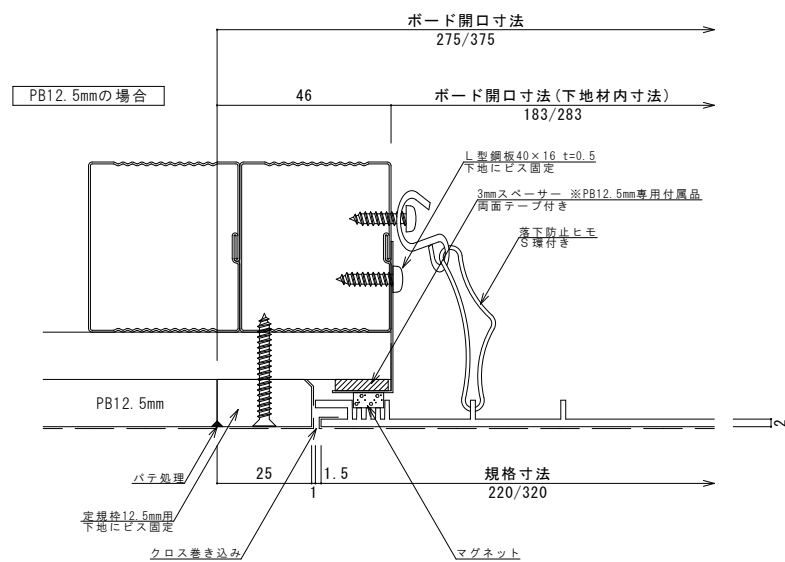 ボード開口寸法
275/375
PB12.5mmの場合
46
ボード開口寸法(下地材内寸法)
183/283
L型鋼板40×16 t=0.5
下地にビス固定
3mmスペーサー ※PB12.5mm専用付属品
両面テープ付き
落下防止ヒモ
S環付き
PB12.5mm
2
パテ処理
25
1.5
1
規格寸法
220/320
定規枠12.5mm用
下地にビス固定
クロス巻き込み
マグネット